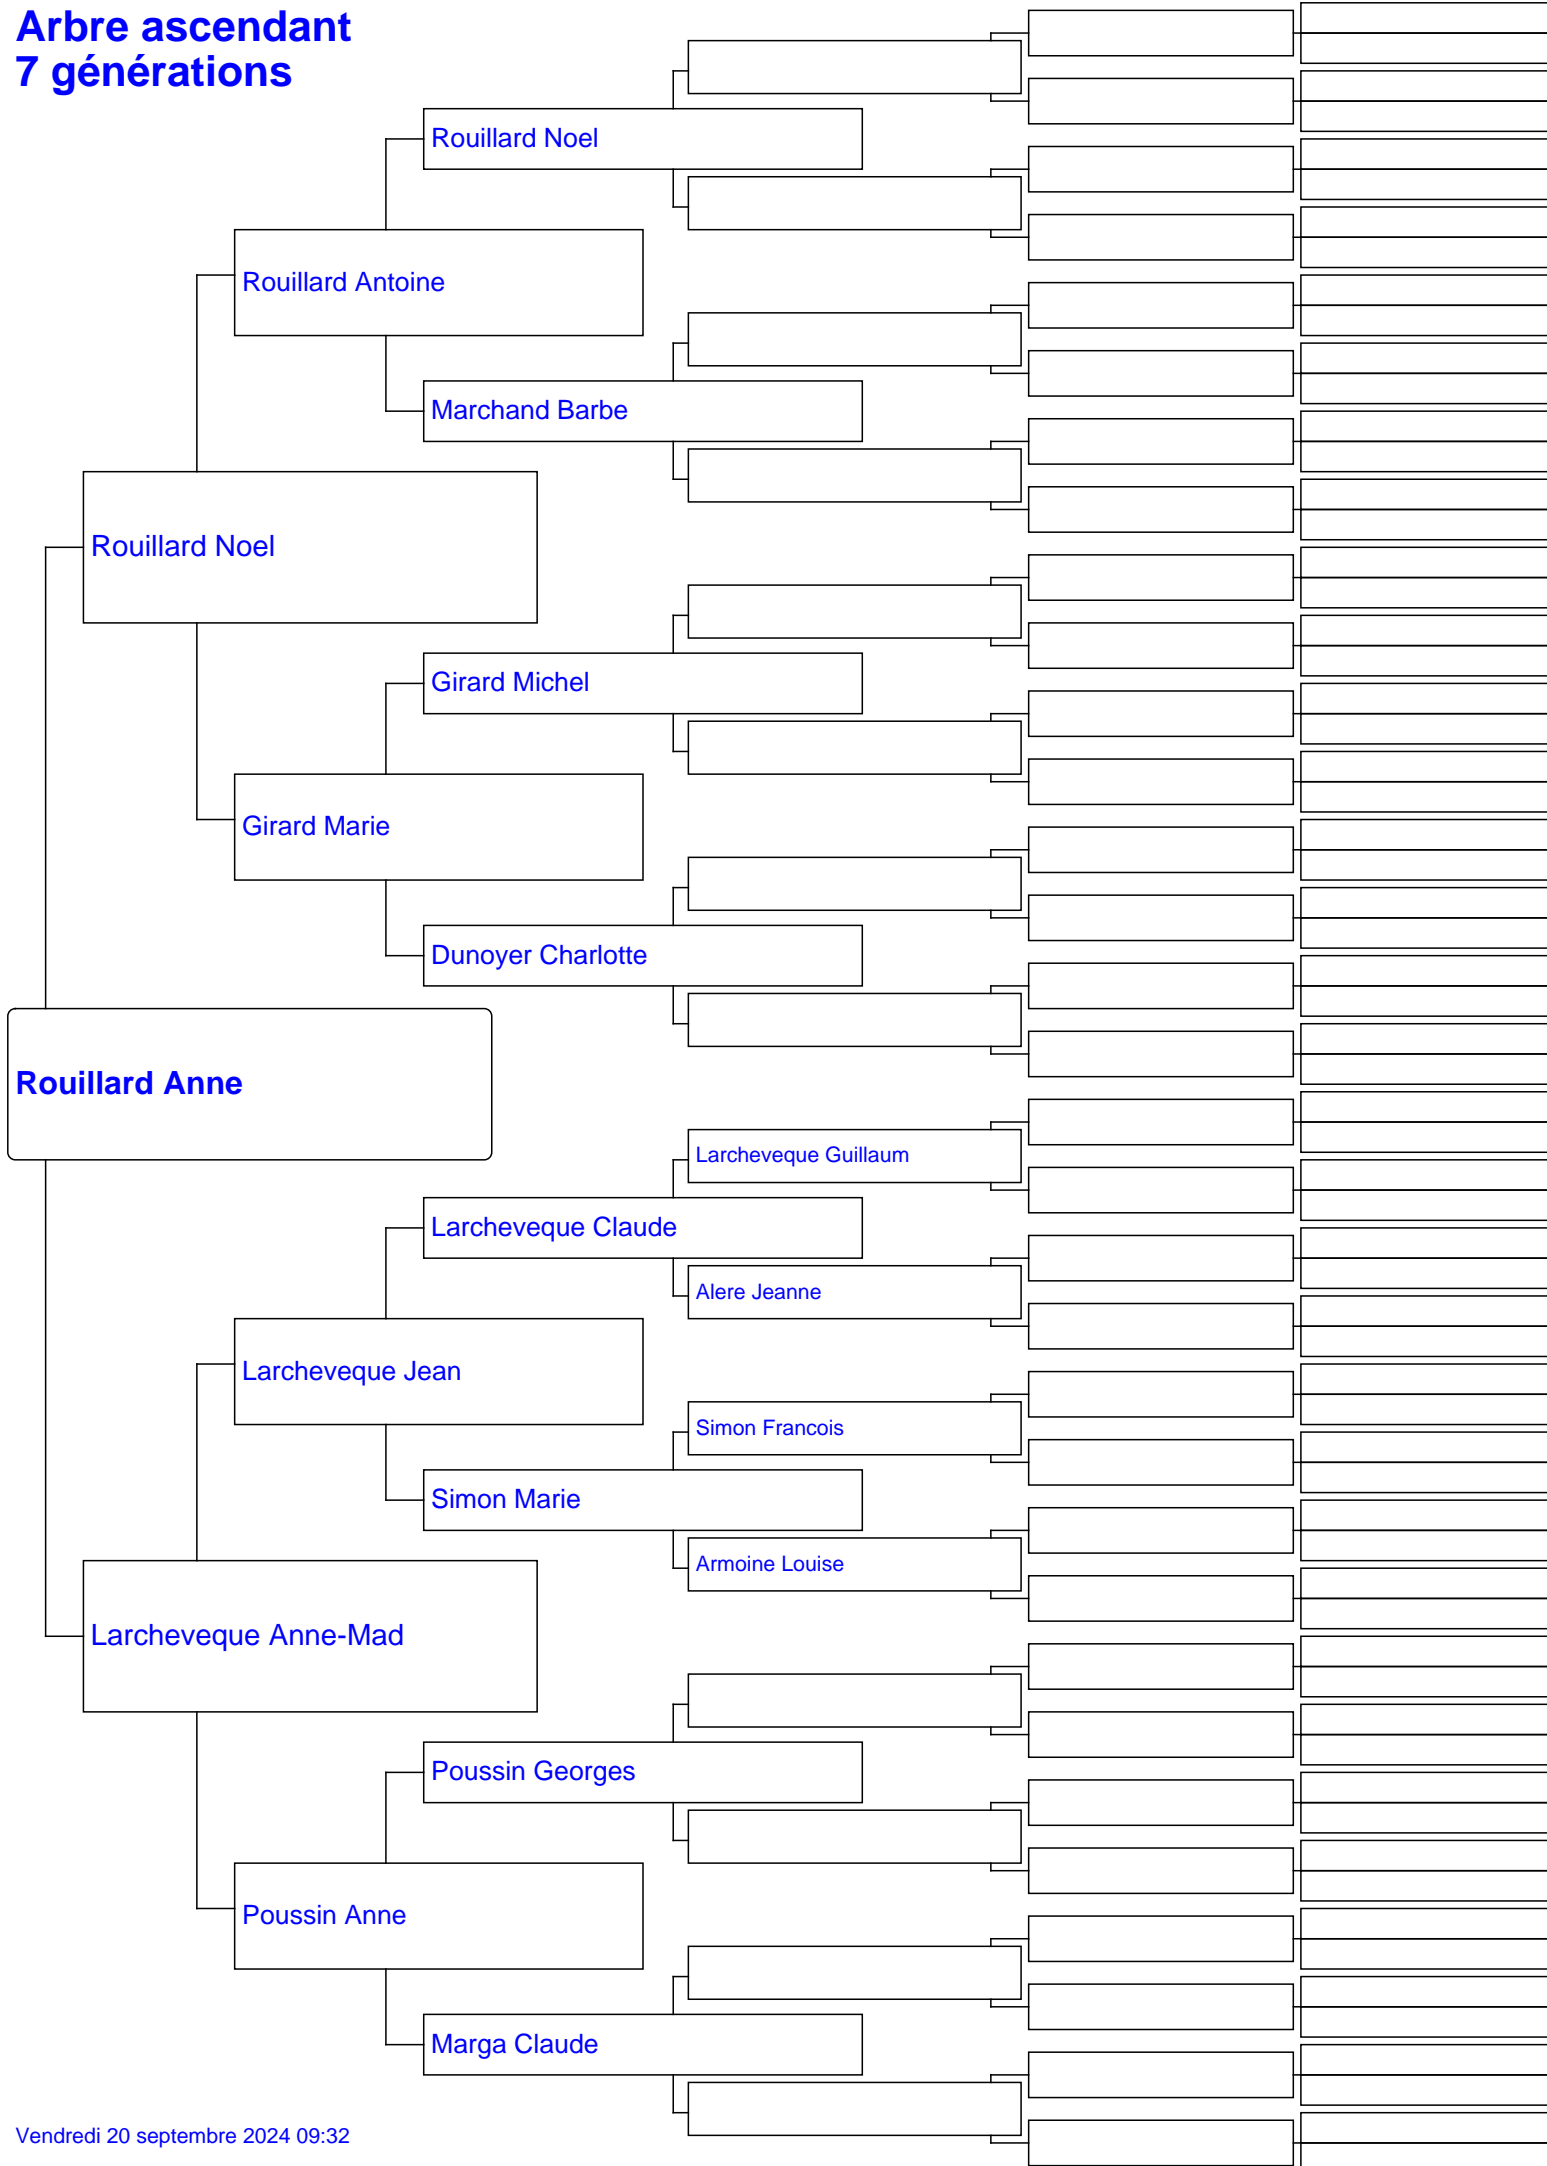 Arbre ascendant
7 générations
Rouillard Noel
Rouillard Antoine
Marchand Barbe
Rouillard Noel
Girard Michel
Girard Marie
Dunoyer Charlotte
Rouillard Anne
Larcheveque Guillaum
Larcheveque Claude
Alere Jeanne
Larcheveque Jean
Simon Francois
Simon Marie
Armoine Louise
Larcheveque Anne-Mad
Poussin Georges
Poussin Anne
Marga Claude
Vendredi 20 septembre 2024 09:32